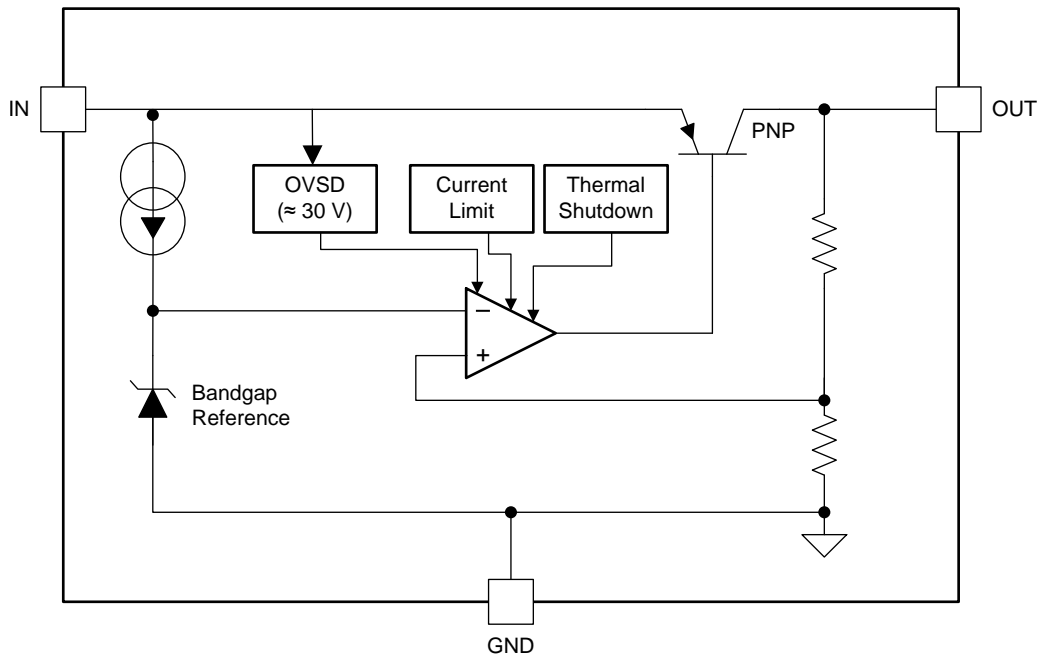 IN
OUT
PNP
OVSD
(≈ 30 V)
Current
Limit
Thermal
Shutdown
−
+
Bandgap
Reference
GND